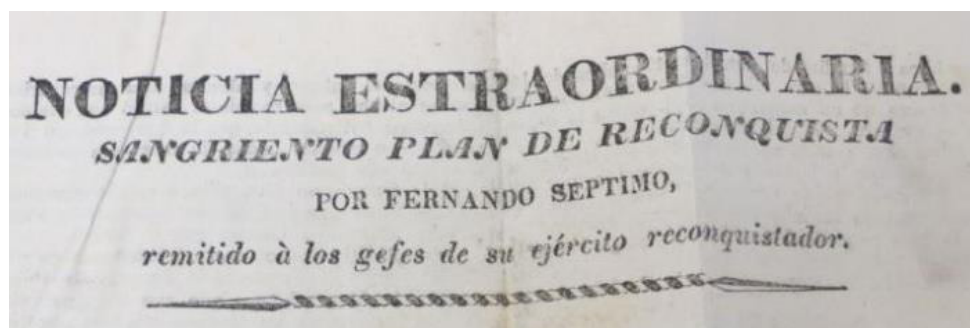 NOTICIA ESTRAORDINARIA.
SANGRIENTO PLAN DE RECONQUISTA
POR FERNANDO SEPTIMO,
remitido à los gefes de su ejército reconquistador.